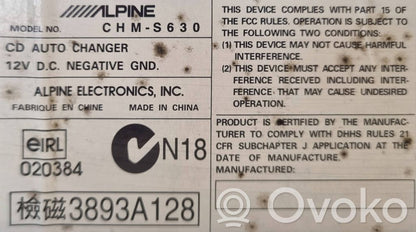 ALPINE
MODEL NO. CHM-S630
CD AUTO CHANGER
12V D.C. NEGATIVE GND.
ALPINE ELECTRONICS, INC.
FABRIQUE EN CHINE / MADE IN CHINA
eIRL
020384
N18
檢磁 3893A128
THIS DEVICE COMPLIES WITH PART 15 OF
THE FCC RULES. OPERATION IS SUBJECT TO
THE FOLLOWING TWO CONDITIONS:
(1) THIS DEVICE MAY NOT CAUSE HARMFUL
INTERFERENCE.
(2) THIS DEVICE MUST ACCEPT ANY INTER-
FERENCE RECEIVED INCLUDING INTER-
FERENCE THAT MAY CAUSE UNDESIRED
OPERATION.
PRODUCT IS CERTIFIED BY THE MANUFAC-
TURER TO COMPLY WITH DHHS RULES 21
CFR SUBCHAPTER J APPLICATION AT THE
DATE OF MANUFACTURE.
MANUFACTURED:
Ovoko